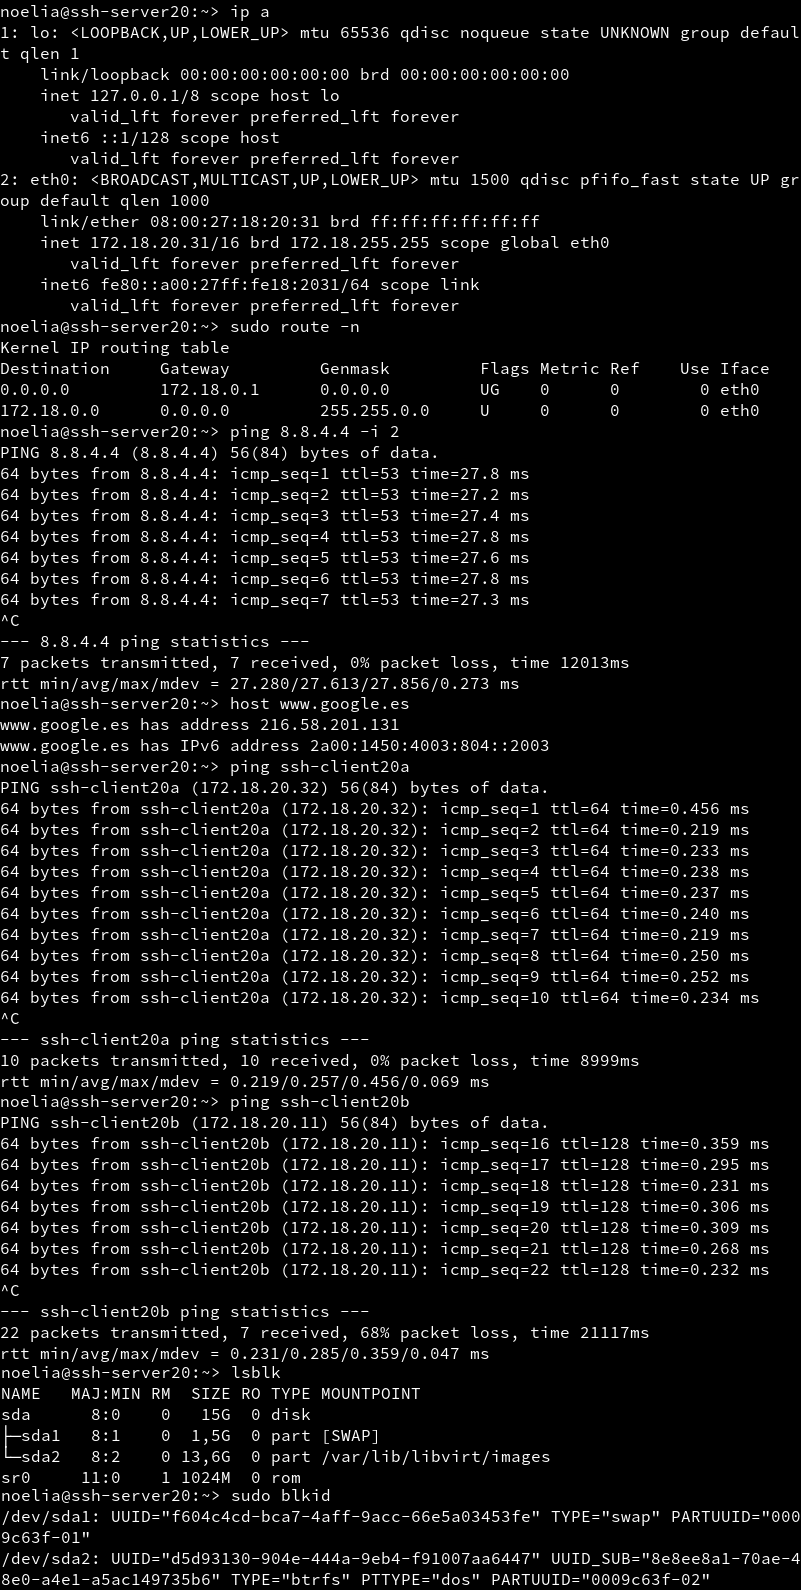 noelia@ssh-server20:~> ip a
1: lo: <LOOPBACK,UP,LOWER_UP> mtu 65536 qdisc noqueue state UNKNOWN group defaul
t qlen 1
    link/loopback 00:00:00:00:00:00 brd 00:00:00:00:00:00
    inet 127.0.0.1/8 scope host lo
       valid_lft forever preferred_lft forever
    inet6 ::1/128 scope host
       valid_lft forever preferred_lft forever
2: eth0: <BROADCAST,MULTICAST,UP,LOWER_UP> mtu 1500 qdisc pfifo_fast state UP gr
oup default qlen 1000
    link/ether 08:00:27:18:20:31 brd ff:ff:ff:ff:ff:ff
    inet 172.18.20.31/16 brd 172.18.255.255 scope global eth0
       valid_lft forever preferred_lft forever
    inet6 fe80::a00:27ff:fe18:2031/64 scope link
       valid_lft forever preferred_lft forever
noelia@ssh-server20:~> sudo route -n
Kernel IP routing table
Destination     Gateway         Genmask         Flags Metric Ref    Use Iface
0.0.0.0         172.18.0.1      0.0.0.0         UG    0      0        0 eth0
172.18.0.0      0.0.0.0         255.255.0.0     U     0      0        0 eth0
noelia@ssh-server20:~> ping 8.8.4.4 -i 2
PING 8.8.4.4 (8.8.4.4) 56(84) bytes of data.
64 bytes from 8.8.4.4: icmp_seq=1 ttl=53 time=27.8 ms
64 bytes from 8.8.4.4: icmp_seq=2 ttl=53 time=27.2 ms
64 bytes from 8.8.4.4: icmp_seq=3 ttl=53 time=27.4 ms
64 bytes from 8.8.4.4: icmp_seq=4 ttl=53 time=27.8 ms
64 bytes from 8.8.4.4: icmp_seq=5 ttl=53 time=27.6 ms
64 bytes from 8.8.4.4: icmp_seq=6 ttl=53 time=27.8 ms
64 bytes from 8.8.4.4: icmp_seq=7 ttl=53 time=27.3 ms
^C
--- 8.8.4.4 ping statistics ---
7 packets transmitted, 7 received, 0% packet loss, time 12013ms
rtt min/avg/max/mdev = 27.280/27.613/27.856/0.273 ms
noelia@ssh-server20:~> host www.google.es
www.google.es has address 216.58.201.131
www.google.es has IPv6 address 2a00:1450:4003:804::2003
noelia@ssh-server20:~> ping ssh-client20a
PING ssh-client20a (172.18.20.32) 56(84) bytes of data.
64 bytes from ssh-client20a (172.18.20.32): icmp_seq=1 ttl=64 time=0.456 ms
64 bytes from ssh-client20a (172.18.20.32): icmp_seq=2 ttl=64 time=0.219 ms
64 bytes from ssh-client20a (172.18.20.32): icmp_seq=3 ttl=64 time=0.233 ms
64 bytes from ssh-client20a (172.18.20.32): icmp_seq=4 ttl=64 time=0.238 ms
64 bytes from ssh-client20a (172.18.20.32): icmp_seq=5 ttl=64 time=0.237 ms
64 bytes from ssh-client20a (172.18.20.32): icmp_seq=6 ttl=64 time=0.240 ms
64 bytes from ssh-client20a (172.18.20.32): icmp_seq=7 ttl=64 time=0.219 ms
64 bytes from ssh-client20a (172.18.20.32): icmp_seq=8 ttl=64 time=0.250 ms
64 bytes from ssh-client20a (172.18.20.32): icmp_seq=9 ttl=64 time=0.252 ms
64 bytes from ssh-client20a (172.18.20.32): icmp_seq=10 ttl=64 time=0.234 ms
^C
--- ssh-client20a ping statistics ---
10 packets transmitted, 10 received, 0% packet loss, time 8999ms
rtt min/avg/max/mdev = 0.219/0.257/0.456/0.069 ms
noelia@ssh-server20:~> ping ssh-client20b
PING ssh-client20b (172.18.20.11) 56(84) bytes of data.
64 bytes from ssh-client20b (172.18.20.11): icmp_seq=16 ttl=128 time=0.359 ms
64 bytes from ssh-client20b (172.18.20.11): icmp_seq=17 ttl=128 time=0.295 ms
64 bytes from ssh-client20b (172.18.20.11): icmp_seq=18 ttl=128 time=0.231 ms
64 bytes from ssh-client20b (172.18.20.11): icmp_seq=19 ttl=128 time=0.306 ms
64 bytes from ssh-client20b (172.18.20.11): icmp_seq=20 ttl=128 time=0.309 ms
64 bytes from ssh-client20b (172.18.20.11): icmp_seq=21 ttl=128 time=0.268 ms
64 bytes from ssh-client20b (172.18.20.11): icmp_seq=22 ttl=128 time=0.232 ms
^C
--- ssh-client20b ping statistics ---
22 packets transmitted, 7 received, 68% packet loss, time 21117ms
rtt min/avg/max/mdev = 0.231/0.285/0.359/0.047 ms
noelia@ssh-server20:~> lsblk
NAME   MAJ:MIN RM  SIZE RO TYPE MOUNTPOINT
sda      8:0    0   15G  0 disk
├─sda1   8:1    0  1,5G  0 part [SWAP]
└─sda2   8:2    0 13,6G  0 part /var/lib/libvirt/images
sr0     11:0    1 1024M  0 rom
noelia@ssh-server20:~> sudo blkid
/dev/sda1: UUID="f604c4cd-bca7-4aff-9acc-66e5a03453fe" TYPE="swap" PARTUUID="000
9c63f-01"
/dev/sda2: UUID="d5d93130-904e-444a-9eb4-f91007aa6447" UUID_SUB="8e8ee8a1-70ae-4
8e0-a4e1-a5ac149735b6" TYPE="btrfs" PTTYPE="dos" PARTUUID="0009c63f-02"